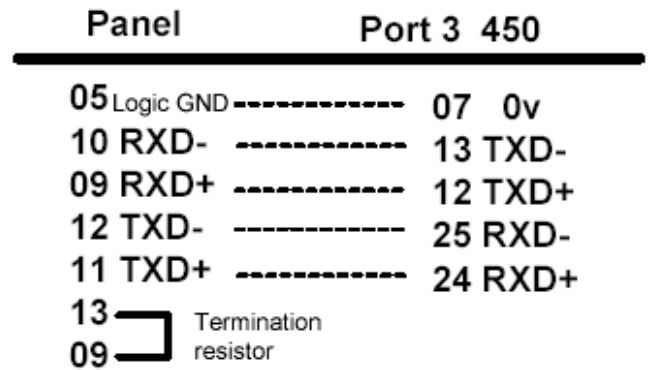 Panel Port 3 450
05 Logic GND 07 0v
10 RXD- 13 TXD-
09 RXD+ 12 TXD+
12 TXD- 25 RXD-
11 TXD+ 24 RXD+
13 Termination
09 resistor